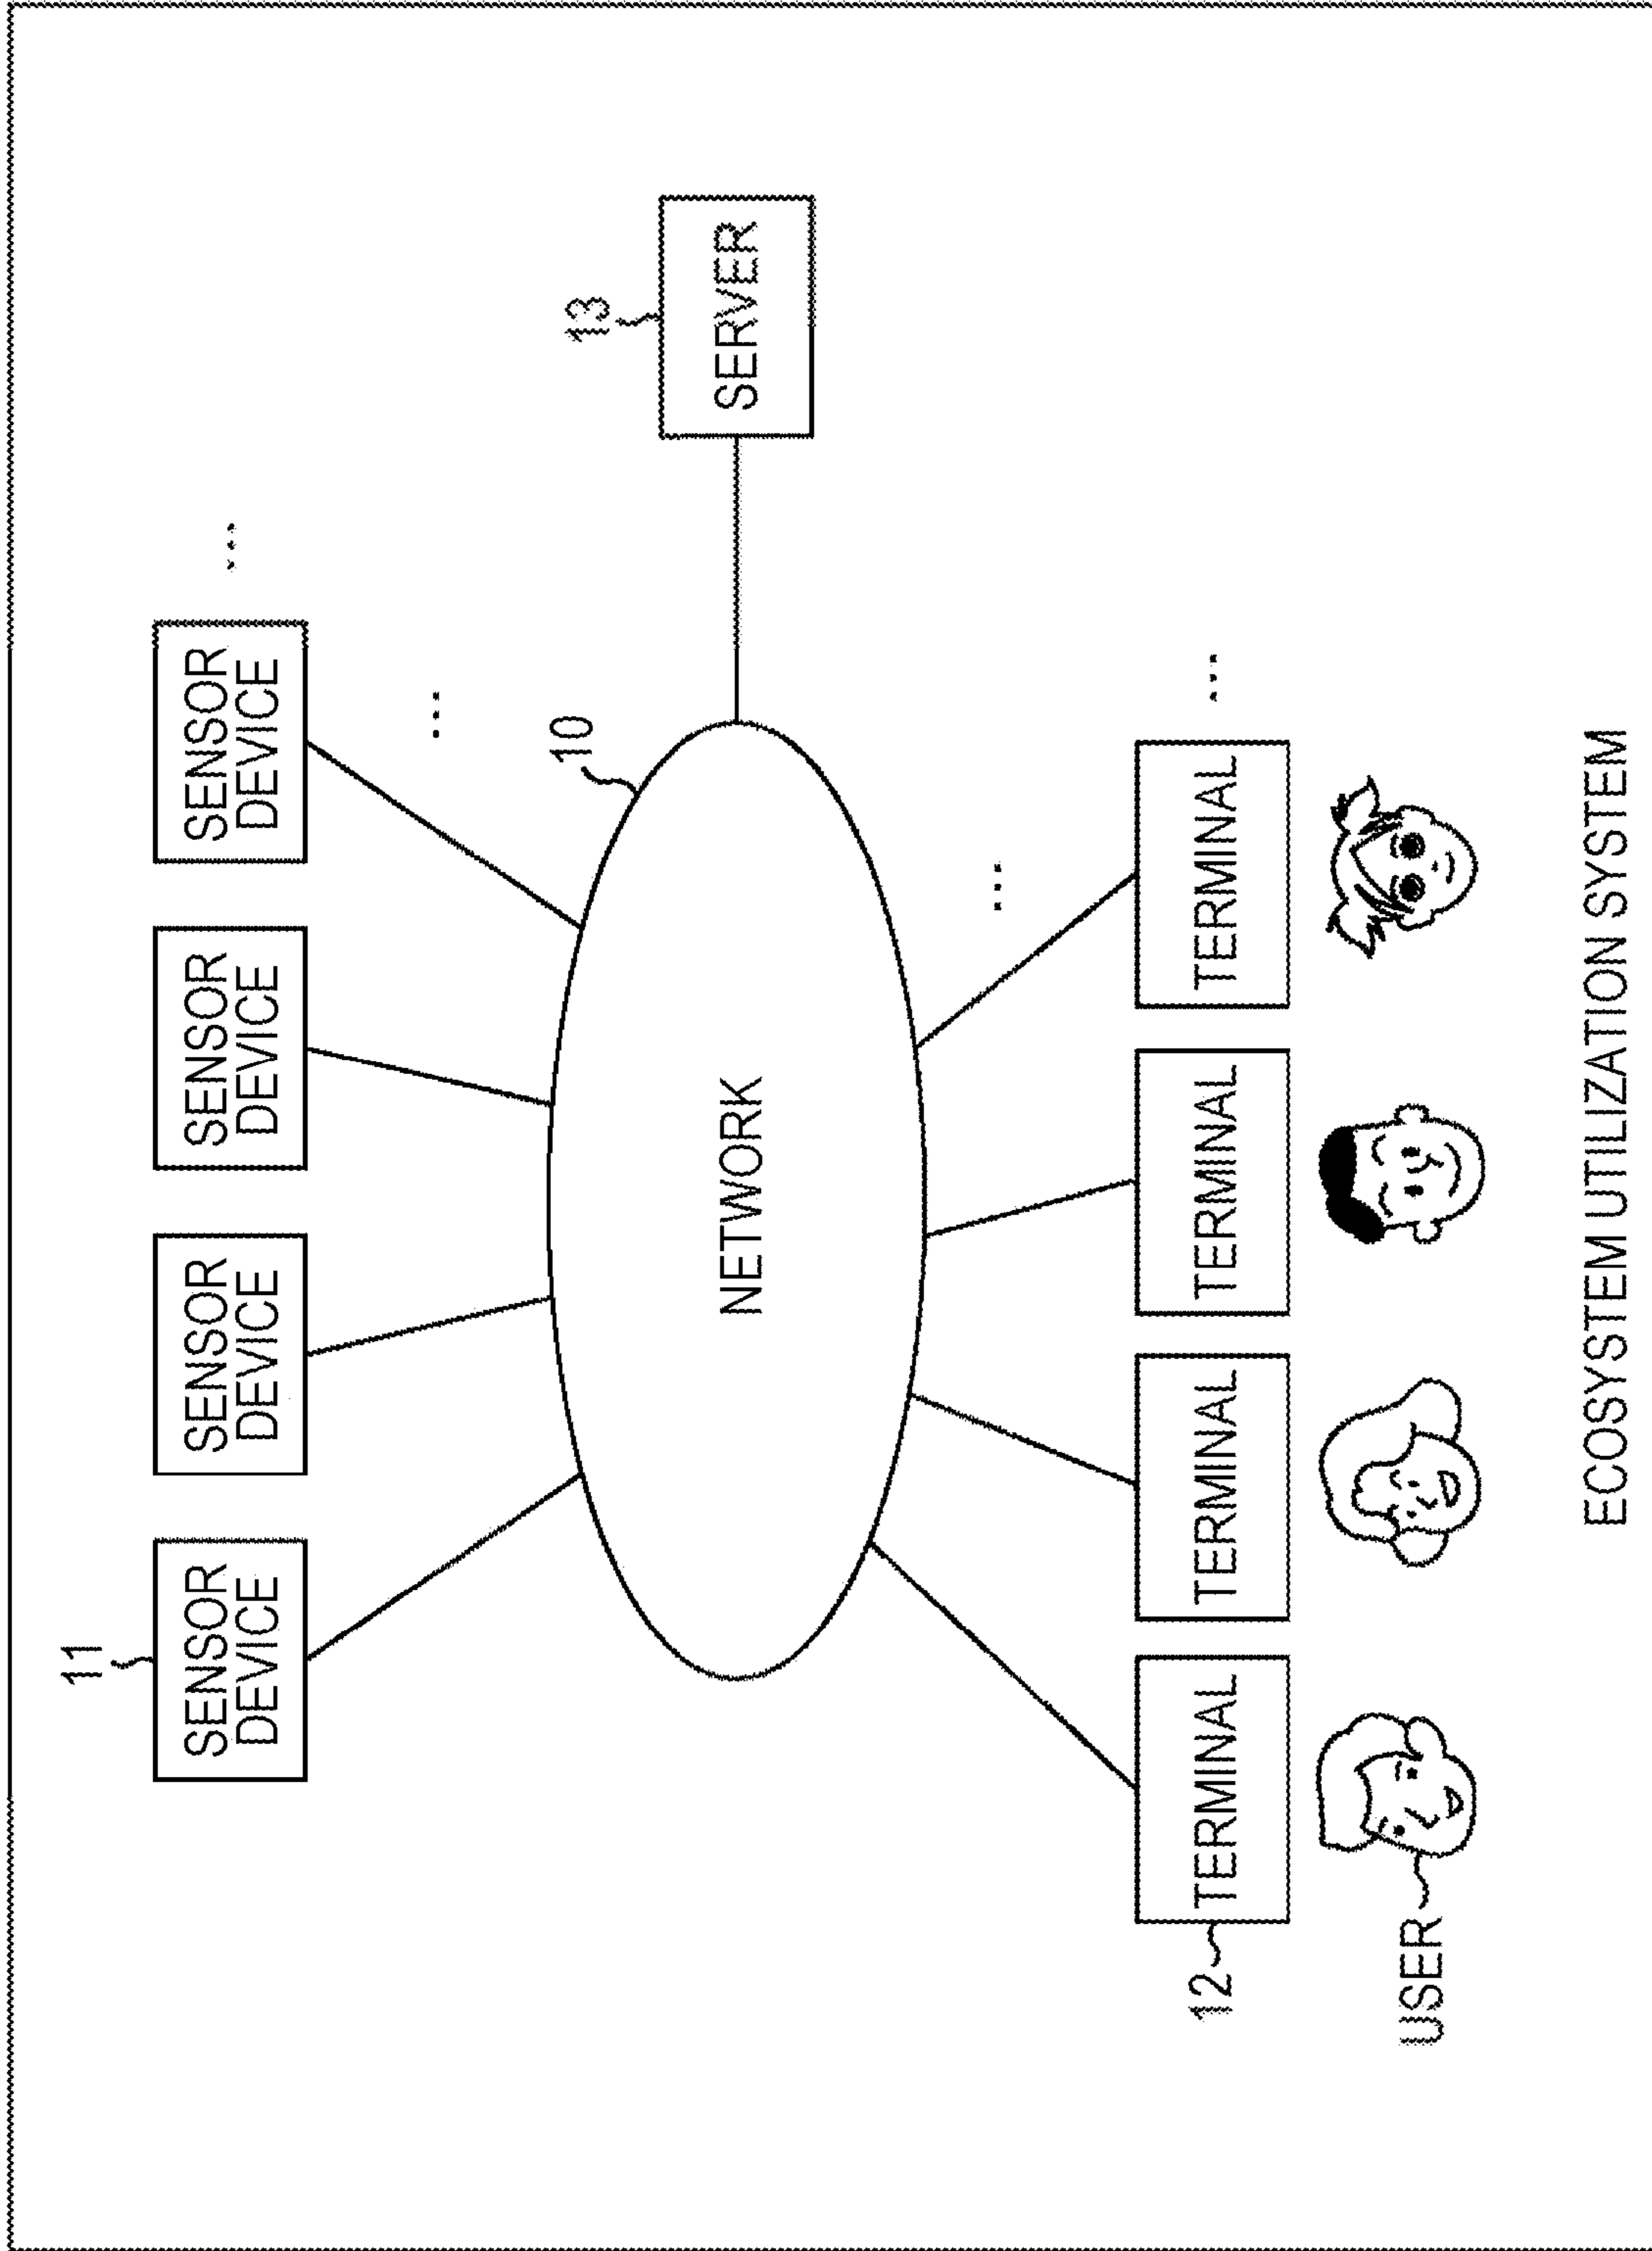 11
SENSOR
DEVICE
SENSOR
DEVICE
SENSOR
DEVICE
SENSOR
DEVICE
...
...
10
13
NETWORK
SERVER
...
12
TERMINAL
TERMINAL
TERMINAL
TERMINAL
...
USER
ECOSYSTEM UTILIZATION SYSTEM